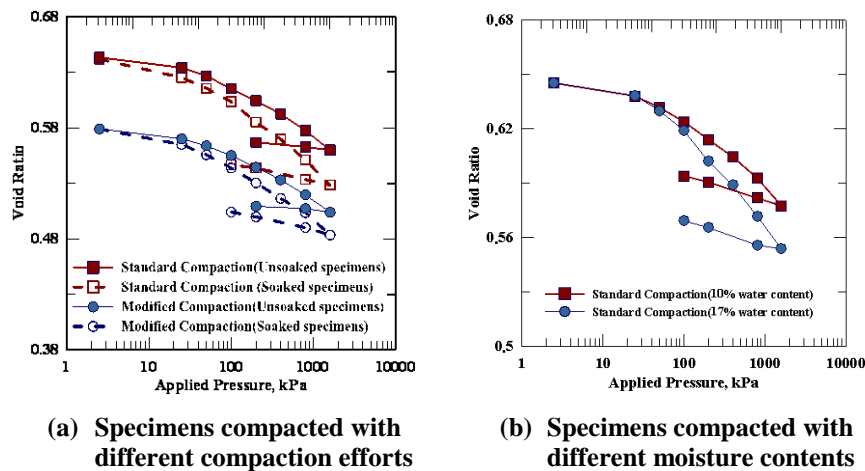 0.68
0.58
0.48
0.38
Void Ratio
Standard Compaction(Unsoaked specimens)
Standard Compaction (Soaked specimens)
Modified Compaction(Unsoaked specimens)
Modified Compaction(Soaked specimens)
1 10 100 1000 10000
Applied Pressure, kPa
(a) Specimens compacted with
different compaction efforts
0,68
0,62
0,56
0,5
Void Ratio
Standard Compaction(10% water content)
Standard Compaction(17% water content)
1 10 100 1000 10000
Applied Pressure, kPa
(b) Specimens compacted with
different moisture contents